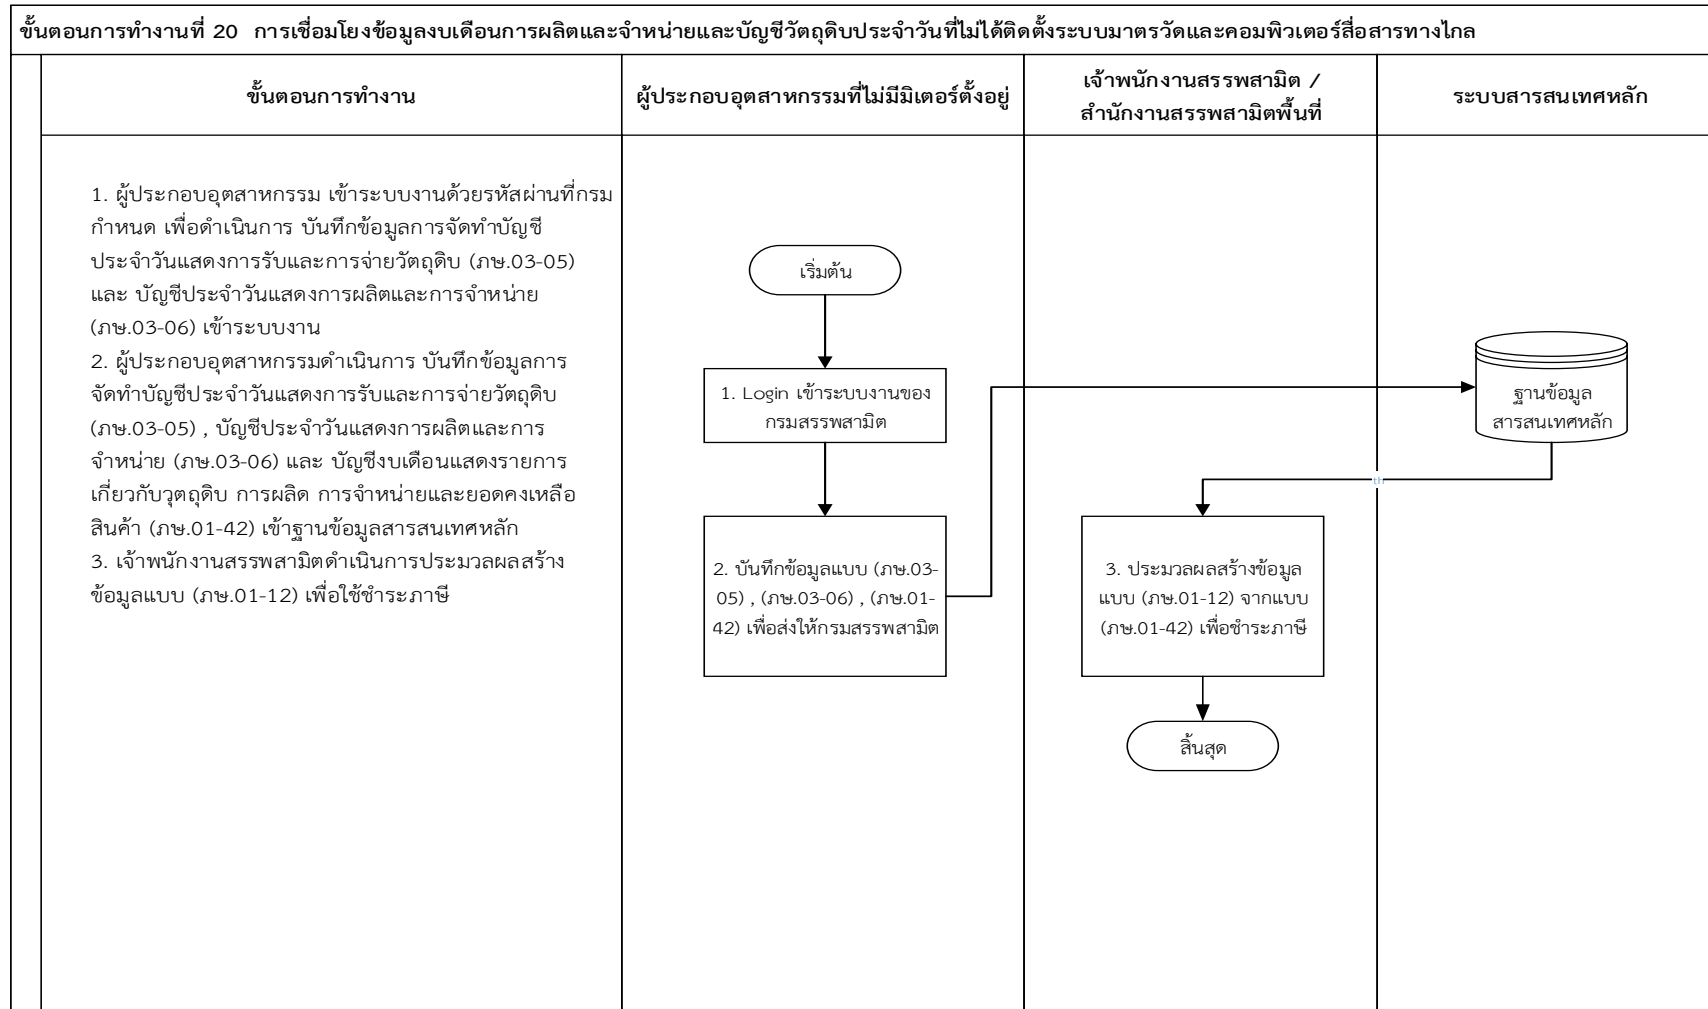 ขั้นตอนการทำงานที่ 20 การเชื่อมโยงข้อมูลงบเดือนการผลิตและจำหน่ายและบัญชีวัตถุดิบประจำวันที่ไม่ได้ติดตั้งระบบมาตรวัดและคอมพิวเตอร์สื่อสารทางไกล
ขั้นตอนการทำงาน
ผู้ประกอบอุตสาหกรรมที่ไม่มีมิเตอร์ตั้งอยู่
เจ้าพนักงานสรรพสามิต /
สำนักงานสรรพสามิตพื้นที่
ระบบสารสนเทศหลัก
1. ผู้ประกอบอุตสาหกรรม เข้าระบบงานด้วยรหัสผ่านที่กรม
กำหนด เพื่อดำเนินการ บันทึกข้อมูลการจัดทำบัญชี
ประจำวันแสดงการรับและการจ่ายวัตถุดิบ (ภษ.03-05)
และ บัญชีประจำวันแสดงการผลิตและการจำหน่าย
(ภษ.03-06) เข้าระบบงาน
2. ผู้ประกอบอุตสาหกรรมดำเนินการ บันทึกข้อมูลการ
จัดทำบัญชีประจำวันแสดงการรับและการจ่ายวัตถุดิบ
(ภษ.03-05) , บัญชีประจำวันแสดงการผลิตและการ
จำหน่าย (ภษ.03-06) และ บัญชีงบเดือนแสดงรายการ
เกี่ยวกับวุตถุดิบ การผลิต การจำหน่ายและยอดคงเหลือ
สินค้า (ภษ.01-42) เข้าฐานข้อมูลสารสนเทศหลัก
3. เจ้าพนักงานสรรพสามิตดำเนินการประมวลผลสร้าง
ข้อมูลแบบ (ภษ.01-12) เพื่อใช้ชำระภาษี
เริ่มต้น
1. Login เข้าระบบงานของ
กรมสรรพสามิต
2. บันทึกข้อมูลแบบ (ภษ.03-
05) , (ภษ.03-06) , (ภษ.01-
42) เพื่อส่งให้กรมสรรพสามิต
ฐานข้อมูล
สารสนเทศหลัก
th
3. ประมวลผลสร้างข้อมูล
แบบ (ภษ.01-12) จากแบบ
(ภษ.01-42) เพื่อชำระภาษี
สิ้นสุด